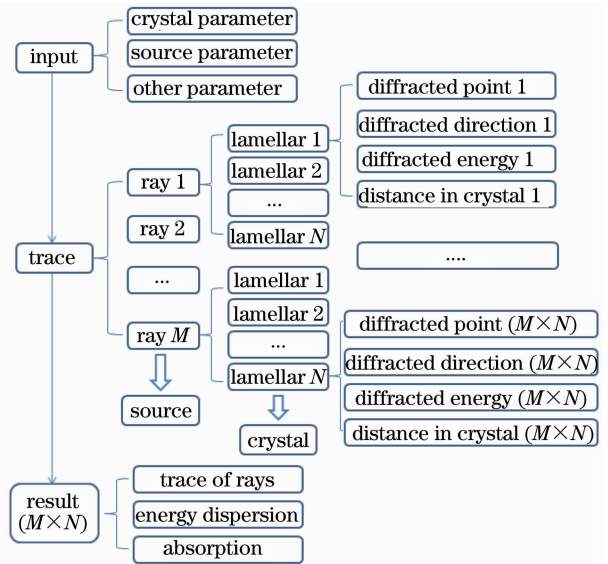 input
crystal parameter
source parameter
other parameter
trace
ray 1
ray 2
...
ray M
source
lamellar 1
lamellar 2
...
lamellar N
lamellar 1
lamellar 2
...
lamellar N
crystal
diffracted point 1
diffracted direction 1
diffracted energy 1
distance in crystal 1
....
diffracted point (M×N)
diffracted direction (M×N)
diffracted energy (M×N)
distance in crystal (M×N)
result
(M×N)
trace of rays
energy dispersion
absorption